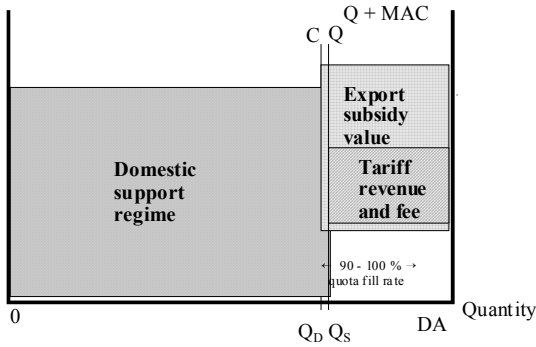 Q + MAC
C Q
Export
subsidy
value
Domestic
support
regime
Tariff
revenue
and fee
← 90 - 100 % →
quota fill rate
0
Quantity
DA
Q_D Q_S